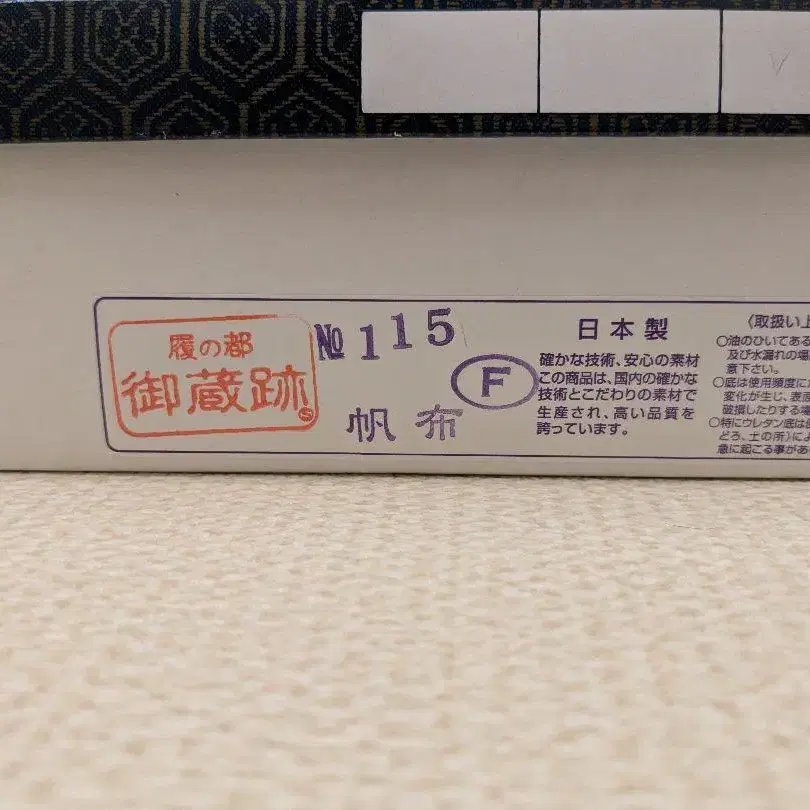 履の都
御蔵跡
S
№ 115
F
帆布
日本製
確かな技術、安心の素材
この商品は、国内の確かな
技術とこだわりの素材で
生産され、高い品質を
誇っています。
〈取扱い上
○油のひいてある
及び水漏れの場
意下さい。
○底は使用頻度に
変化が生じ、表面
破損したりする場
○特にウレタン底は
どろ、土の所)によ
急に起こる事があ